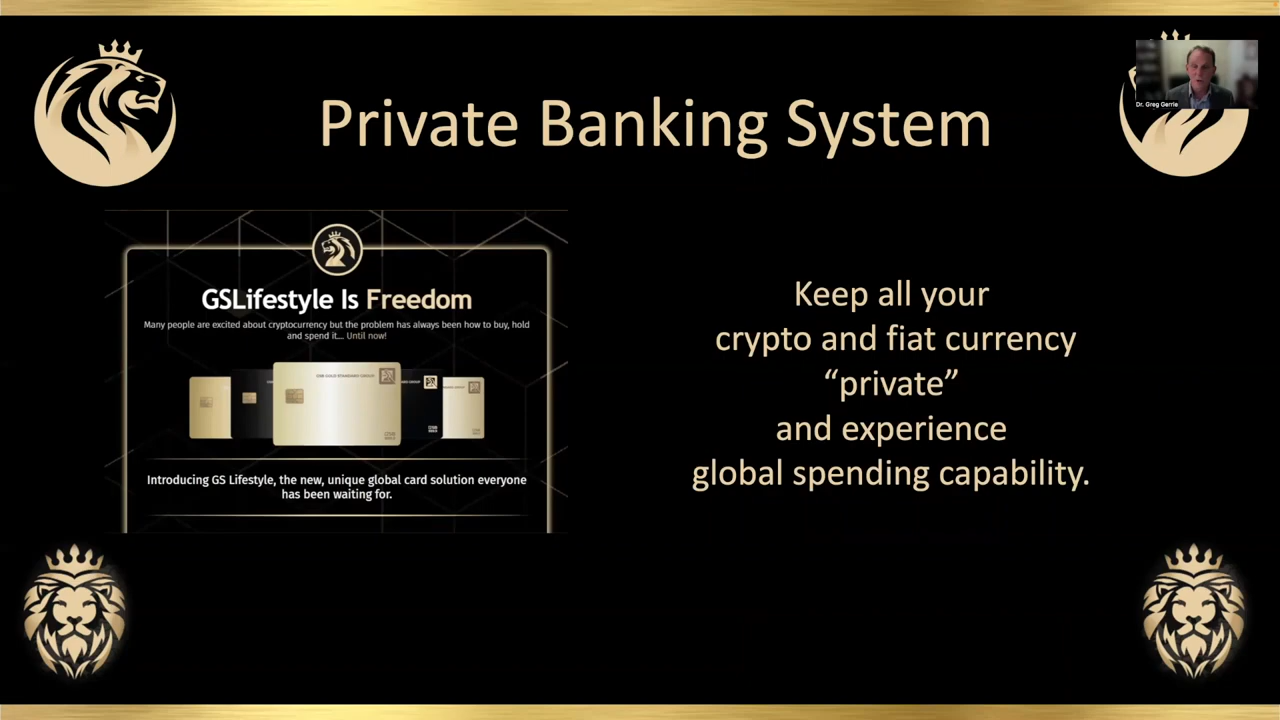 Private Banking System
Dr. Greg Gerrie
GSLifestyle Is Freedom
Many people are excited about cryptocurrency but the problem has always been how to buy, hold
and spend it... Until now!
Introducing GS Lifestyle, the new, unique global card solution everyone
has been waiting for.
Keep all your
crypto and fiat currency
“private”
and experience
global spending capability.